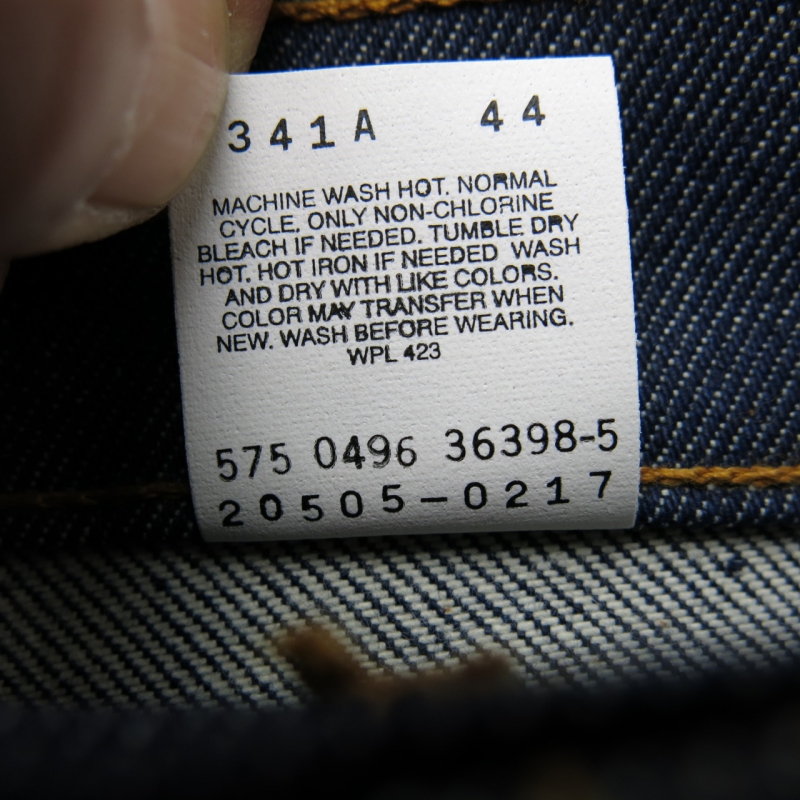 341A 44
MACHINE WASH HOT. NORMAL
CYCLE. ONLY NON-CHLORINE
BLEACH IF NEEDED. TUMBLE DRY
HOT. HOT IRON IF NEEDED WASH
AND DRY WITH LIKE COLORS.
COLOR MAY TRANSFER WHEN
NEW. WASH BEFORE WEARING.
WPL 423
575 0496 36398-5
20505-0217